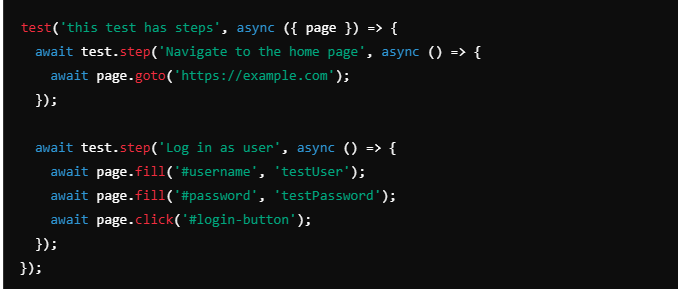 test('this test has steps', async ({ page }) => {
  await test.step('Navigate to the home page', async () => {
    await page.goto('https://example.com');
  });

  await test.step('Log in as user', async () => {
    await page.fill('#username', 'testUser');
    await page.fill('#password', 'testPassword');
    await page.click('#login-button');
  });
});